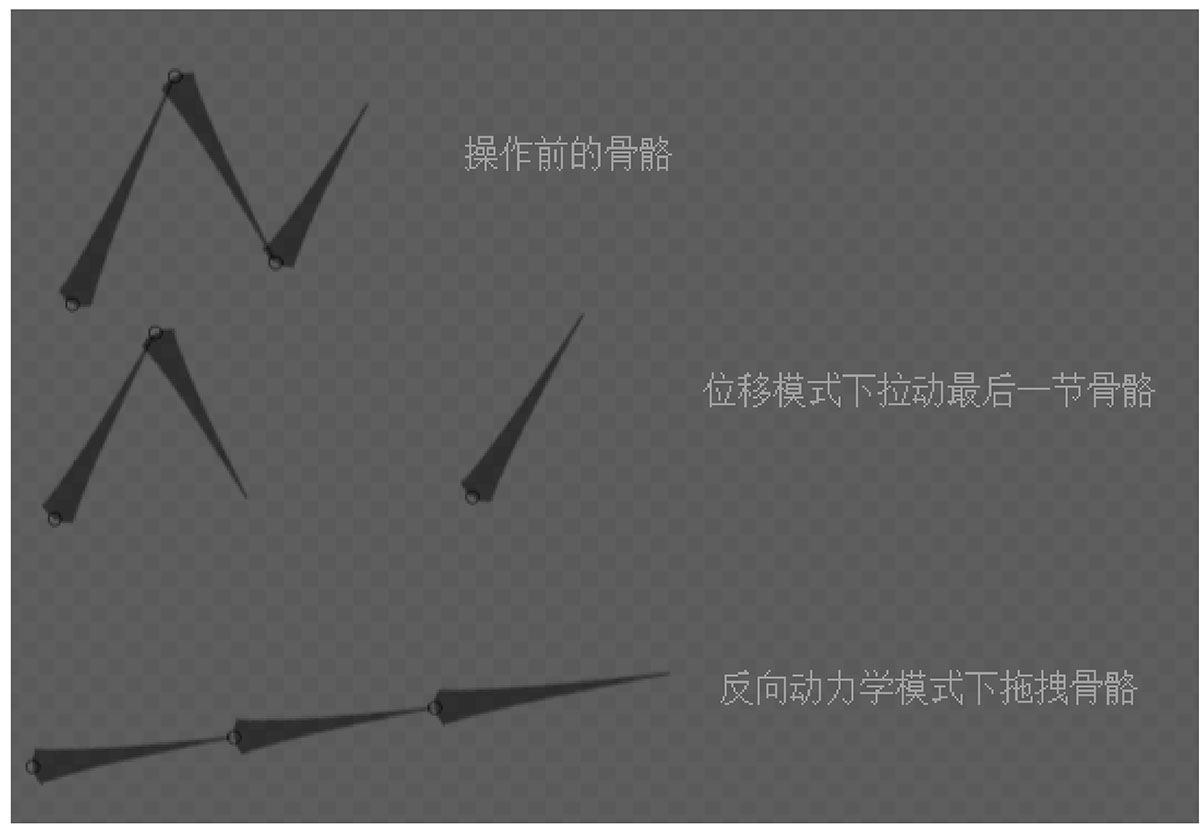 操作前的骨骼
位移模式下拉动最后一节骨骼
反向动力学模式下拖拽骨骼